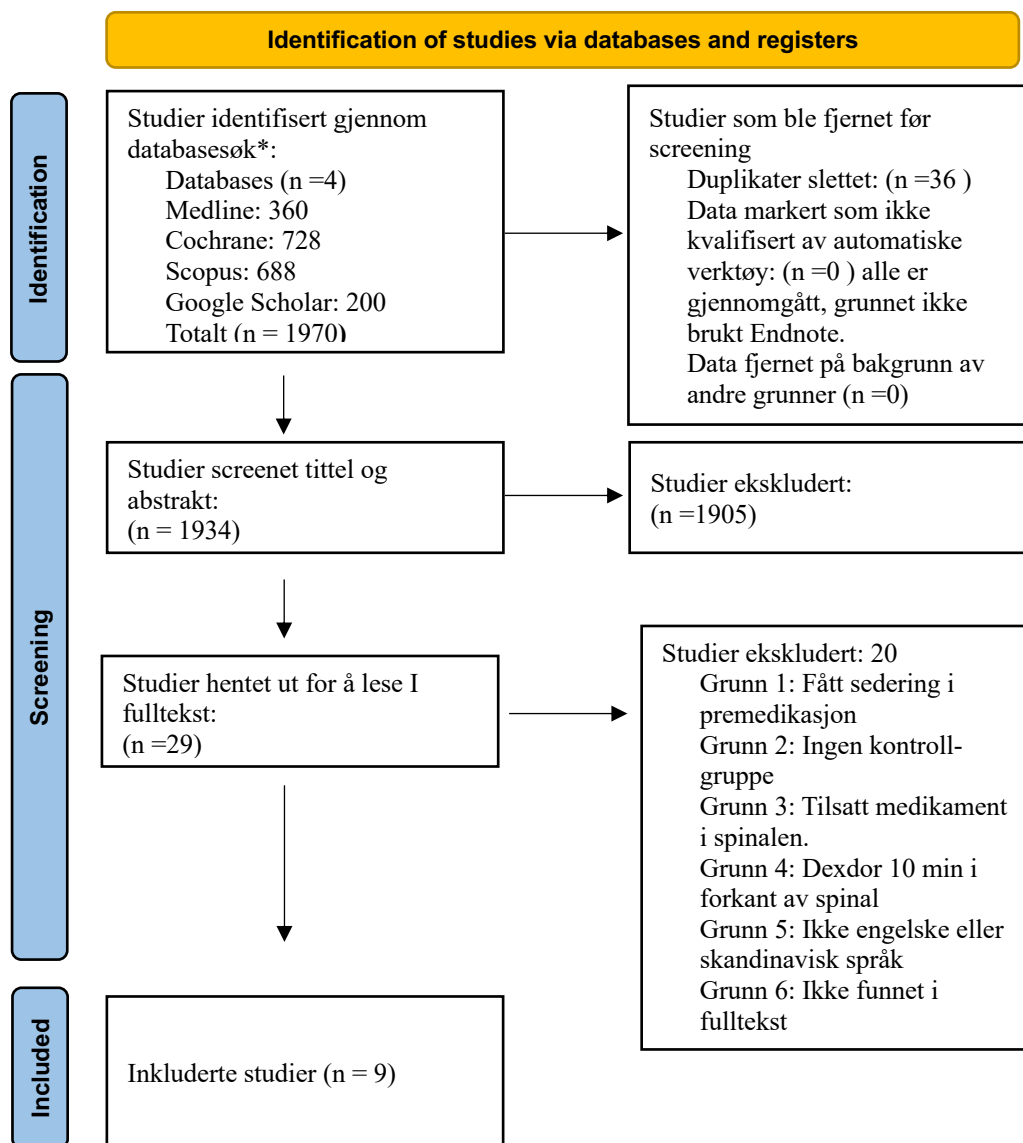 Identification of studies via databases and registers
Identification
Studier identifisert gjennom
databasesøk*:
Databases (n =4)
Medline: 360
Cochrane: 728
Scopus: 688
Google Scholar: 200
Totalt (n = 1970)
Studier som ble fjernet før
screening
Duplikater slettet: (n =36 )
Data markert som ikke
kvalifisert av automatiske
verktøy: (n =0 ) alle er
gjennomgått, grunnet ikke
brukt Endnote.
Data fjernet på bakgrunn av
andre grunner (n =0)
Screening
Studier screenet tittel og
abstrakt:
(n = 1934)
Studier ekskludert:
(n =1905)
Studier hentet ut for å lese I
fulltekst:
(n =29)
Studier ekskludert: 20
Grunn 1: Fått sedering i
premedikasjon
Grunn 2: Ingen kontroll-
gruppe
Grunn 3: Tilsatt medikament
i spinalen.
Grunn 4: Dexdor 10 min i
forkant av spinal
Grunn 5: Ikke engelske eller
skandinavisk språk
Grunn 6: Ikke funnet i
fulltekst
Included
Inkluderte studier (n = 9)